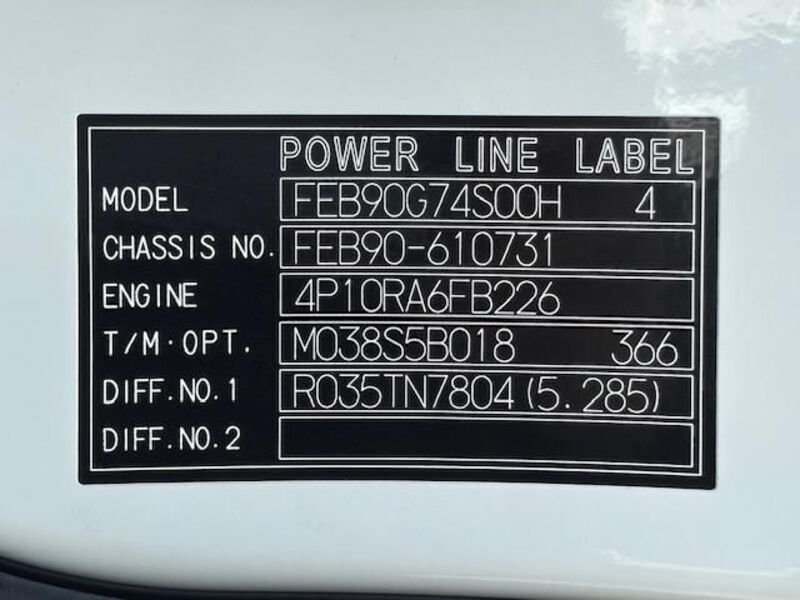 POWER LINE LABEL
MODEL FEB90G74S00H 4
CHASSIS NO. FEB90-610731
ENGINE 4P10RA6FB226
T/M·OPT. M038S5B018 366
DIFF.NO.1 R035TN7804 (5.285)
DIFF.NO.2